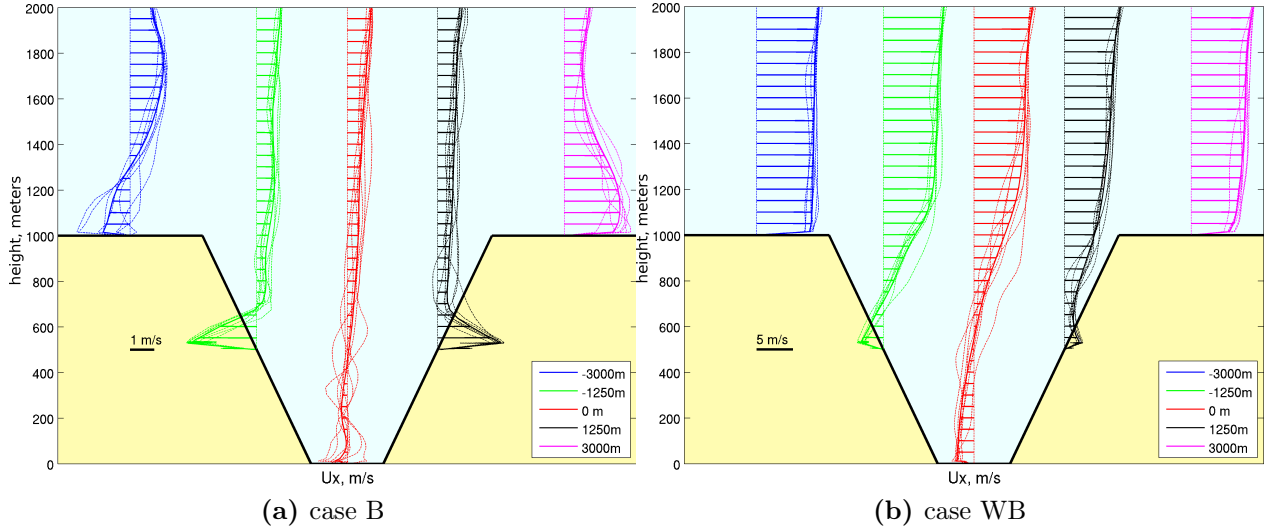 2000
1800
1600
1400
1200
1000
800
600
400
200
0
height, meters
1 m/s
-3000m
-1250m
0 m
1250m
3000m
Ux, m/s
(a) case B
2000
1800
1600
1400
1200
1000
800
600
400
200
0
height, meters
5 m/s
-3000m
-1250m
0 m
1250m
3000m
Ux, m/s
(b) case WB